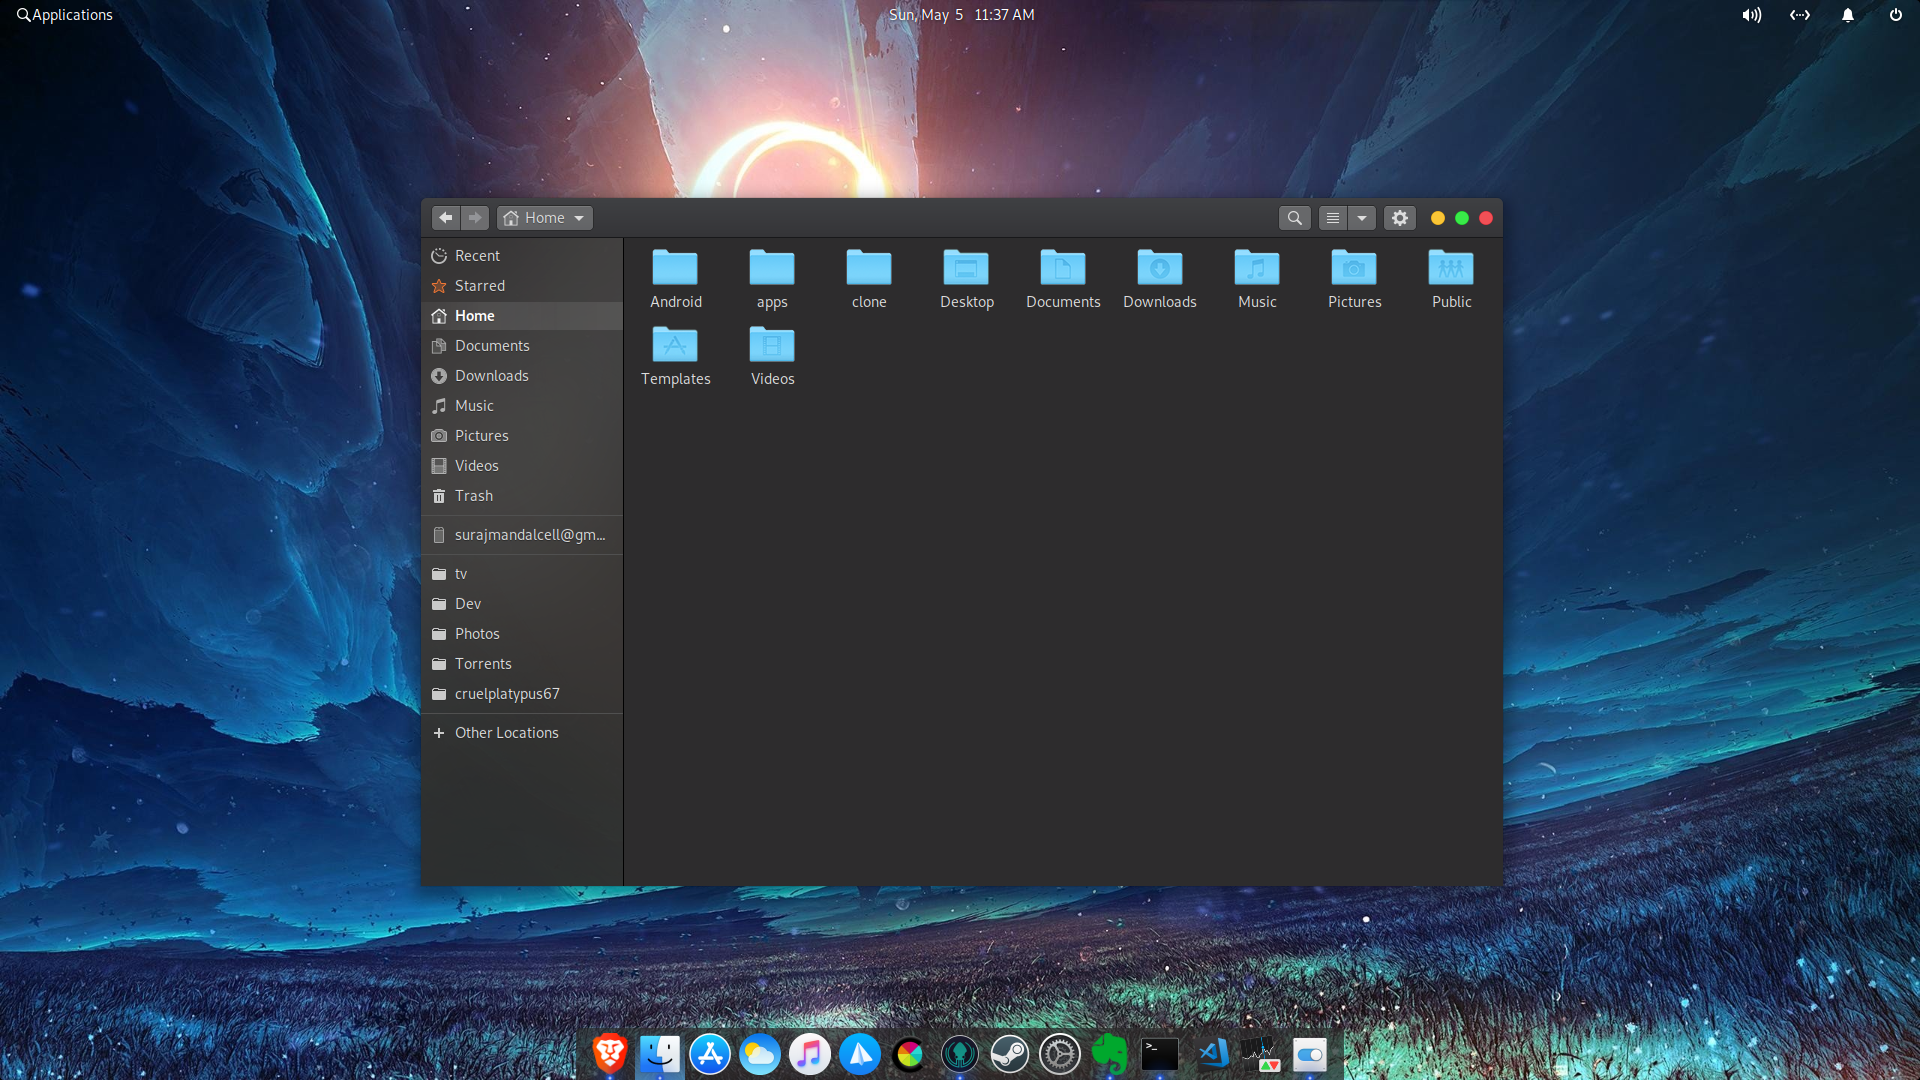 Applications
Sun, May 5 11:37 AM
Home
Recent
Starred
Home
Documents
Downloads
Music
Pictures
Videos
Trash
surajmandalcell@gm...
tv
Dev
Photos
Torrents
cruelplatypus67
Other Locations
Android apps clone Desktop Documents Downloads Music Pictures Public
Templates Videos
>_